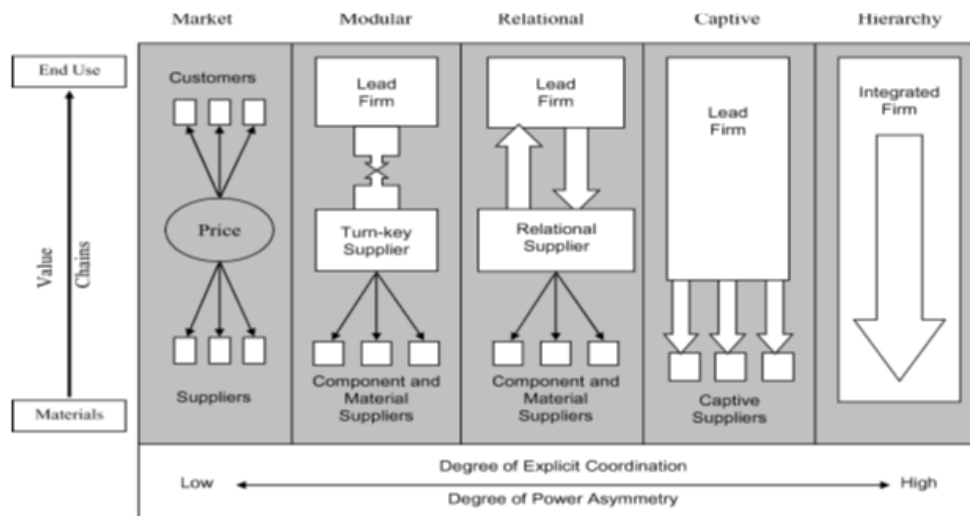 Market
Modular
Relational
Captive
Hierarchy
End Use
Value
Chains
Materials
Customers
Price
Suppliers
Lead
Firm
Turn-key
Supplier
Component and
Material
Suppliers
Lead
Firm
Relational
Supplier
Component and
Material
Suppliers
Lead
Firm
Captive
Suppliers
Integrated
Firm
Degree of Explicit Coordination
Low
High
Degree of Power Asymmetry